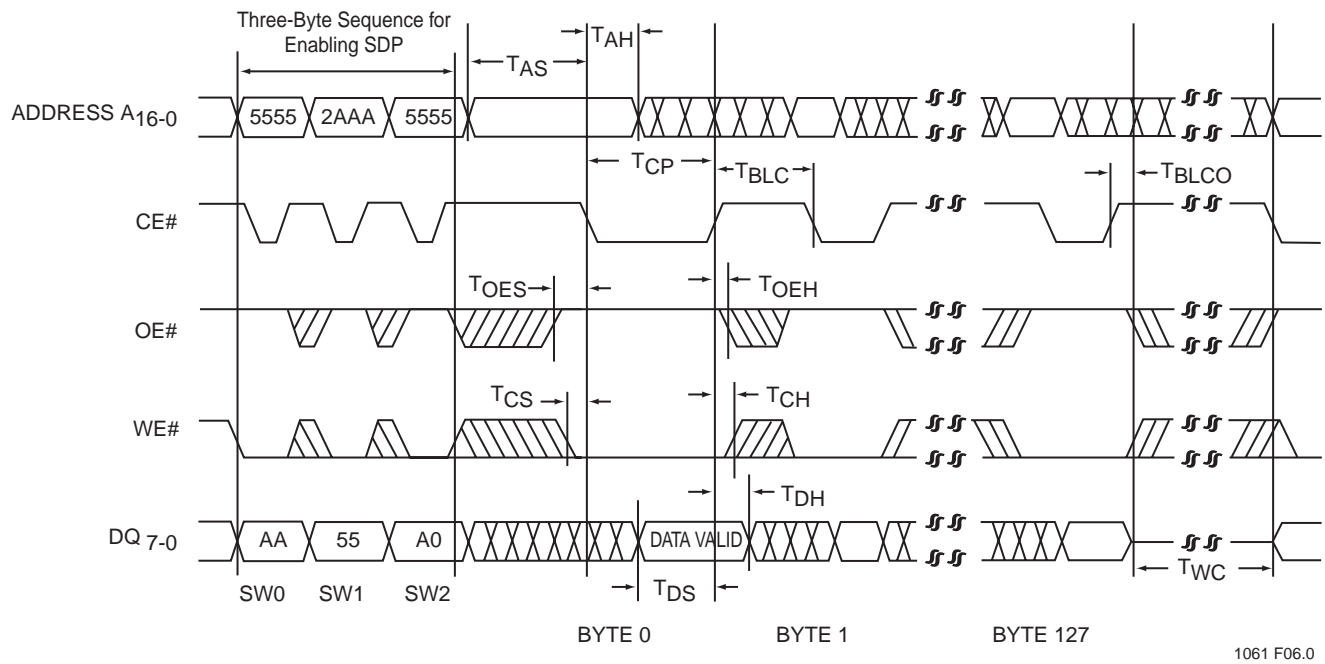 Three-Byte Sequence for
Enabling SDP
TAH
TAS
ADDRESS A16-0
5555
2AAA
5555
TCP
TBLC
TBLCO
CE#
TOES
TOEH
OE#
TCS
TCH
WE#
TDH
DQ 7-0
AA
55
A0
DATA VALID
TWC
SW0
SW1
SW2
TDS
BYTE 0
BYTE 1
BYTE 127
1061 F06.0